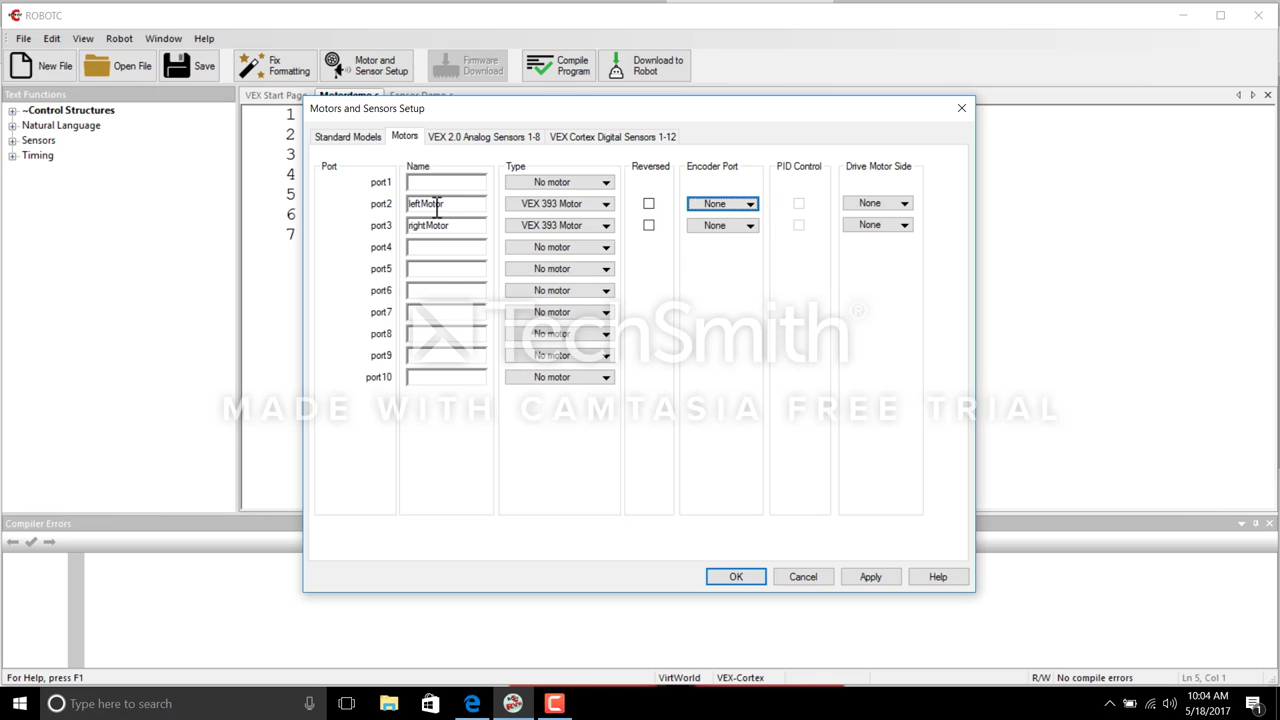 ROBOTC
File Edit View Robot Window Help
New File Open File Save Fix Formatting Motor and Sensor Setup Firmware Download Compile Program Download to Robot
Text Functions
~Control Structures
Natural Language
Sensors
Timing
VEX Start Page Motordemo.c Sensor Demo.c
1
2
3
4
5
6
7
Motors and Sensors Setup
Standard Models Motors VEX 2.0 Analog Sensors 1-8 VEX Cortex Digital Sensors 1-12
Port Name Type Reversed Encoder Port PID Control Drive Motor Side
port1 No motor
port2 leftMotor VEX 393 Motor None None
port3 rightMotor VEX 393 Motor None None
port4 No motor
port5 No motor
port6 No motor
port7 No motor
port8 No motor
port9 No motor
port10 No motor
TechSmith®
MADE WITH CAMTASIA FREE TRIAL
OK Cancel Apply Help
Compiler Errors
For Help, press F1 VirtWorld VEX-Cortex R/W No compile errors Ln 5, Col 1
Type here to search
10:04 AM
5/18/2017
1